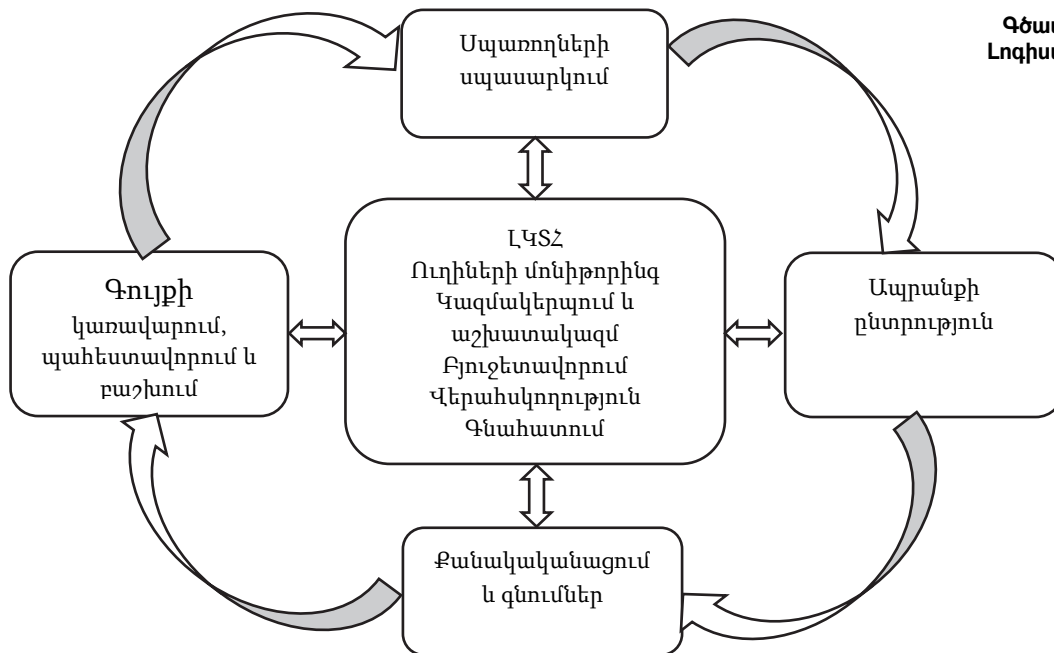 Սպառողների
սպասարկում
ԼԿՏՀ
Ուղիների մոնիթորինգ
Կազմակերպում և
աշխատակազմ
Բյուջետավորում
Վերահսկողություն
Գնահատում
Գույքի
կառավարում,
պահեստավորում և
բաշխում
Ապրանքի
ընտրություն
Քանակականացում
և գնումներ